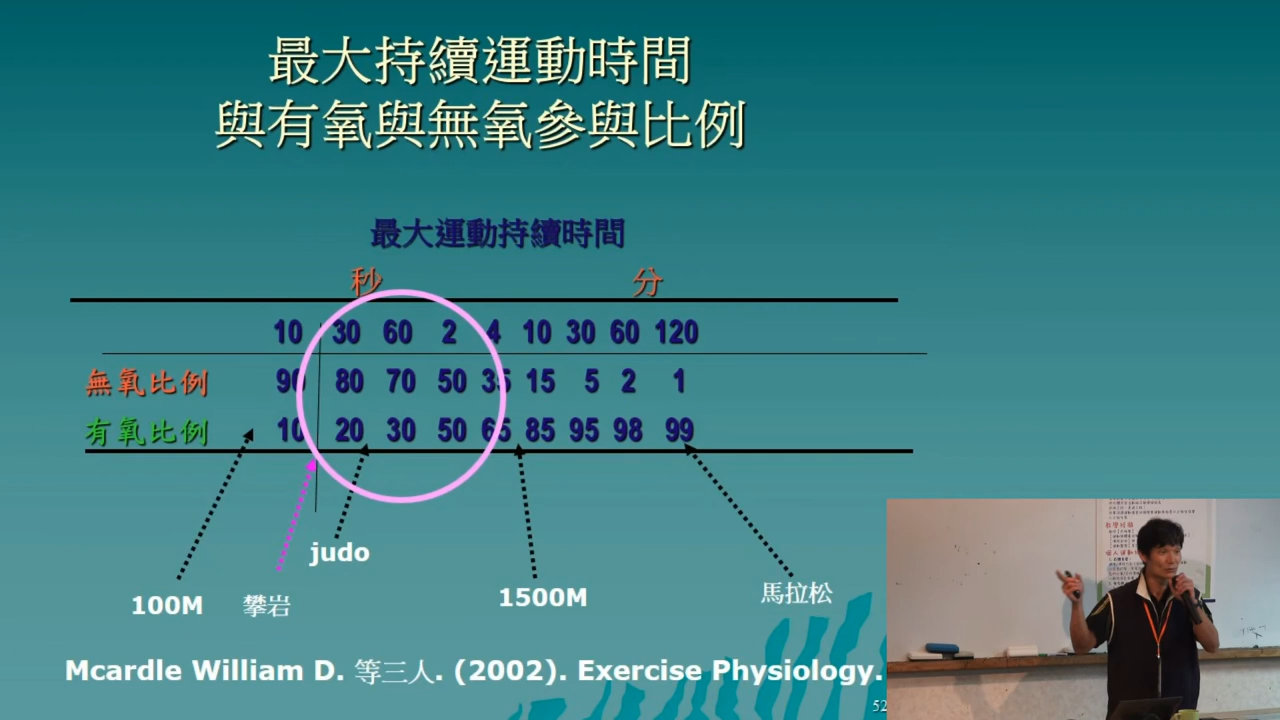 最大持續運動時間
與有氧與無氧參與比例
最大運動持續時間
秒 分
10 30 60 2 4 10 30 60 120
無氧比例 90 80 70 50 35 15 5 2 1
有氧比例 10 20 30 50 65 85 95 98 99
judo
100M 攀岩 1500M 馬拉松
Mcardle William D. 等三人. (2002). Exercise Physiology.
52